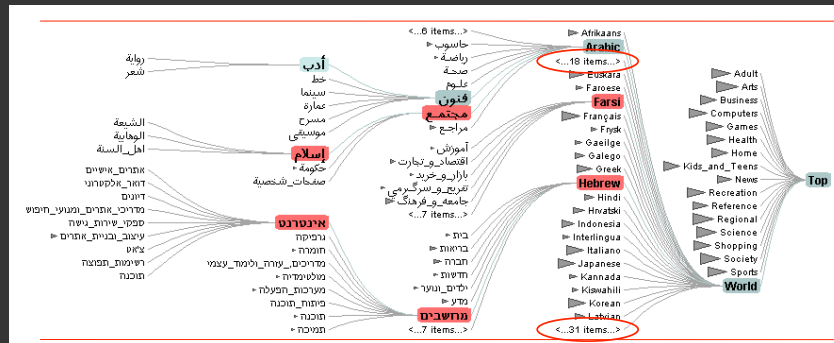 Top
Adult
Arts
Business
Computers
Games
Health
Home
Kids_and_Teens
News
Recreation
Reference
Regional
Science
Shopping
Society
Sports
World
Afrikaans
Arabic
<...18 items...>
Euskara
Faroese
Farsi
Français
Frysk
Gaeilge
Galego
Greek
Hebrew
Hindi
Hrvatski
Indonesia
Interlingua
Italiano
Japanese
Kannada
Kiswahili
Korean
Latvian
<...31 items...>
<...6 items...>
حاسوب
رياضة
صحة
علوم
فنون
مجتمع
مراجع
آموزش
اقتصاد_و_تجارت
بازار_و_خرید
تفریح_و_سرگرمی
جامعه_و_فرهنگ
<...7 items...>
בית
בריאות
חברה
חדשות
ילדים_ונוער
מדע
מחשבים
<...7 items...>
أدب
خط
سينما
عمارة
مسرح
موسيقى
إسلام
حكومة
صفحات_شخصية
אינטרנט
גרפיקה
חומרה
מדריכים,_עזרה_ולימוד_עצמי
מולטימדיה
מערכות_הפעלה
פיתוח_תוכנה
תוכנה
תמיכה
رواية
شعر
الشيعة
الوهابية
اهل_السنة
אתרים_אישיים
דואר_אלקטרוני
דיונים
מדריכי_אתרים_ומנועי_חיפוש
ספקי_שירות_גישה
עיצוב_ובניית_אתרים
צ'אט
רשימות_תפוצה
תוכנה